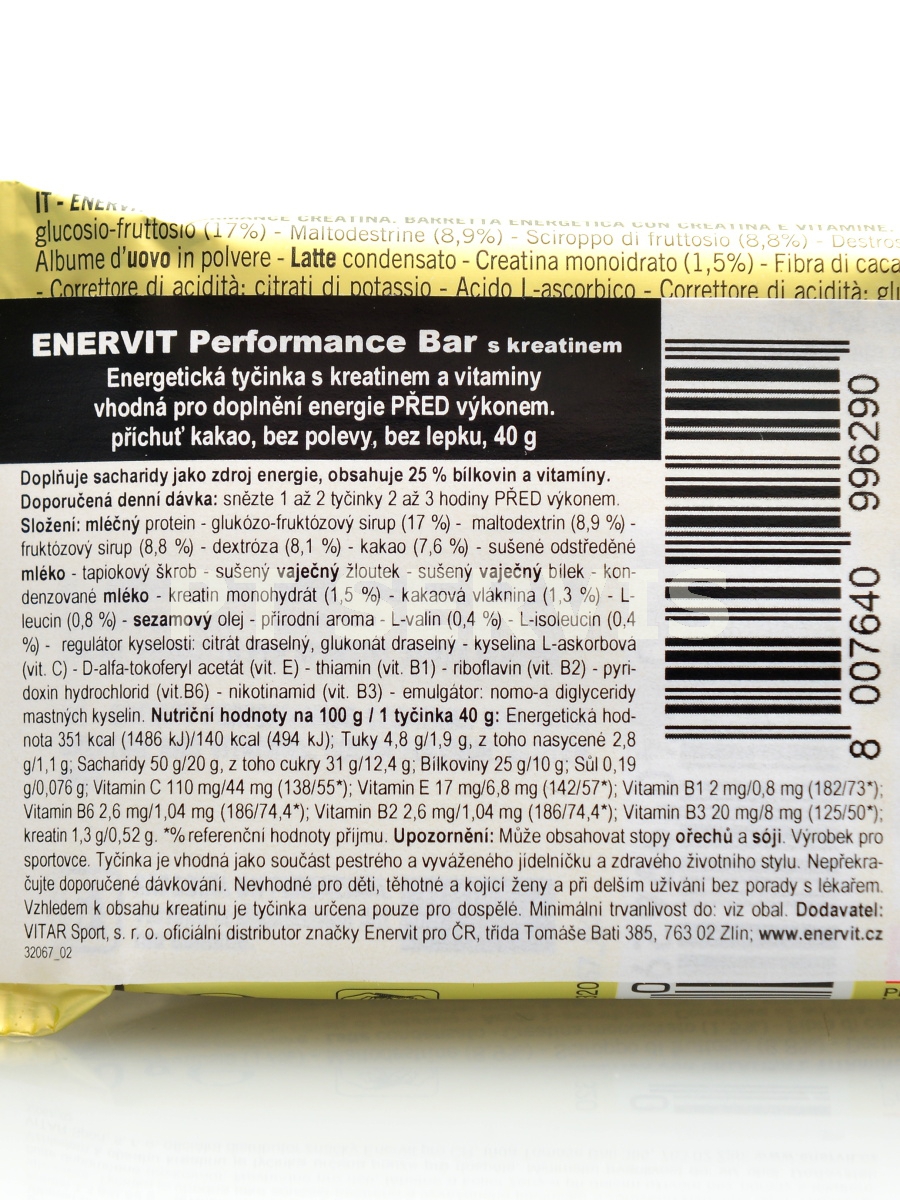 IT - ENERV
MANCE CREATINA. BARRETTA ENERGETICA CON CREATINA E VITAMINE.
glucosio-fruttosio (17%) - Maltodestrine (8,9%) - Sciroppo di fruttosio (8,8%) - Destros
Albume d'uovo in polvere - Latte condensato - Creatina monoidrato (1,5%) - Fibra di caca
- Correttore di acidità: citrati di potassio - Acido L-ascorbico - Correttore di acidità: glu
ENERVIT Performance Bar s kreatinem
Energetická tyčinka s kreatinem a vitaminy
vhodná pro doplnění energie PŘED výkonem.
příchuť kakao, bez polevy, bez lepku, 40 g
Doplňuje sacharidy jako zdroj energie, obsahuje 25 % bílkovin a vitamíny.
Doporučená denní dávka: snězte 1 až 2 tyčinky 2 až 3 hodiny PŘED výkonem.
Složení: mléčný protein - glukózo-fruktózový sirup (17 %) - maltodextrin (8,9 %) -
fruktózový sirup (8,8 %) - dextróza (8,1 %) - kakao (7,6 %) - sušené odstředěné
mléko - tapiokový škrob - sušený vaječný žloutek - sušený vaječný bílek - kon-
denzované mléko - kreatin monohydrát (1,5 %) - kakaová vláknina (1,3 %) - L-
leucin (0,8 %) - sezamový olej - přírodní aroma - L-valin (0,4 %) - L-isoleucin (0,4
%) - regulátor kyselosti: citrát draselný, glukonát draselný - kyselina L-askorbová
(vit. C) - D-alfa-tokoferyl acetát (vit. E) - thiamin (vit. B1) - riboflavin (vit. B2) - pyri-
doxin hydrochlorid (vit.B6) - nikotinamid (vit. B3) - emulgátor: nomo-a diglyceridy
mastných kyselin. Nutriční hodnoty na 100 g / 1 tyčinka 40 g: Energetická hod-
nota 351 kcal (1486 kJ)/140 kcal (494 kJ); Tuky 4,8 g/1,9 g, z toho nasycené 2,8
g/1,1 g; Sacharidy 50 g/20 g, z toho cukry 31 g/12,4 g; Bílkoviny 25 g/10 g; Sůl 0,19
g/0,076 g; Vitamin C 110 mg/44 mg (138/55*); Vitamin E 17 mg/6,8 mg (142/57*); Vitamin B1 2 mg/0,8 mg (182/73*);
Vitamin B6 2,6 mg/1,04 mg (186/74,4*); Vitamin B2 2,6 mg/1,04 mg (186/74,4*); Vitamin B3 20 mg/8 mg (125/50*);
kreatin 1,3 g/0,52 g. *% referenční hodnoty příjmu. Upozornění: Může obsahovat stopy ořechů a sóji. Výrobek pro
sportovce. Tyčinka je vhodná jako součást pestrého a vyváženého jídelníčku a zdravého životního stylu. Nepřekra-
čujte doporučené dávkování. Nevhodné pro děti, těhotné a kojící ženy a při delším užívání bez porady s lékařem.
Vzhledem k obsahu kreatinu je tyčinka určena pouze pro dospělé. Minimální trvanlivost do: viz obal. Dodavatel:
VITAR Sport, s. r. o. oficiální distributor značky Enervit pro ČR, třída Tomáše Bati 385, 763 02 Zlín; www.enervit.cz
32067_02
8 007640 996290